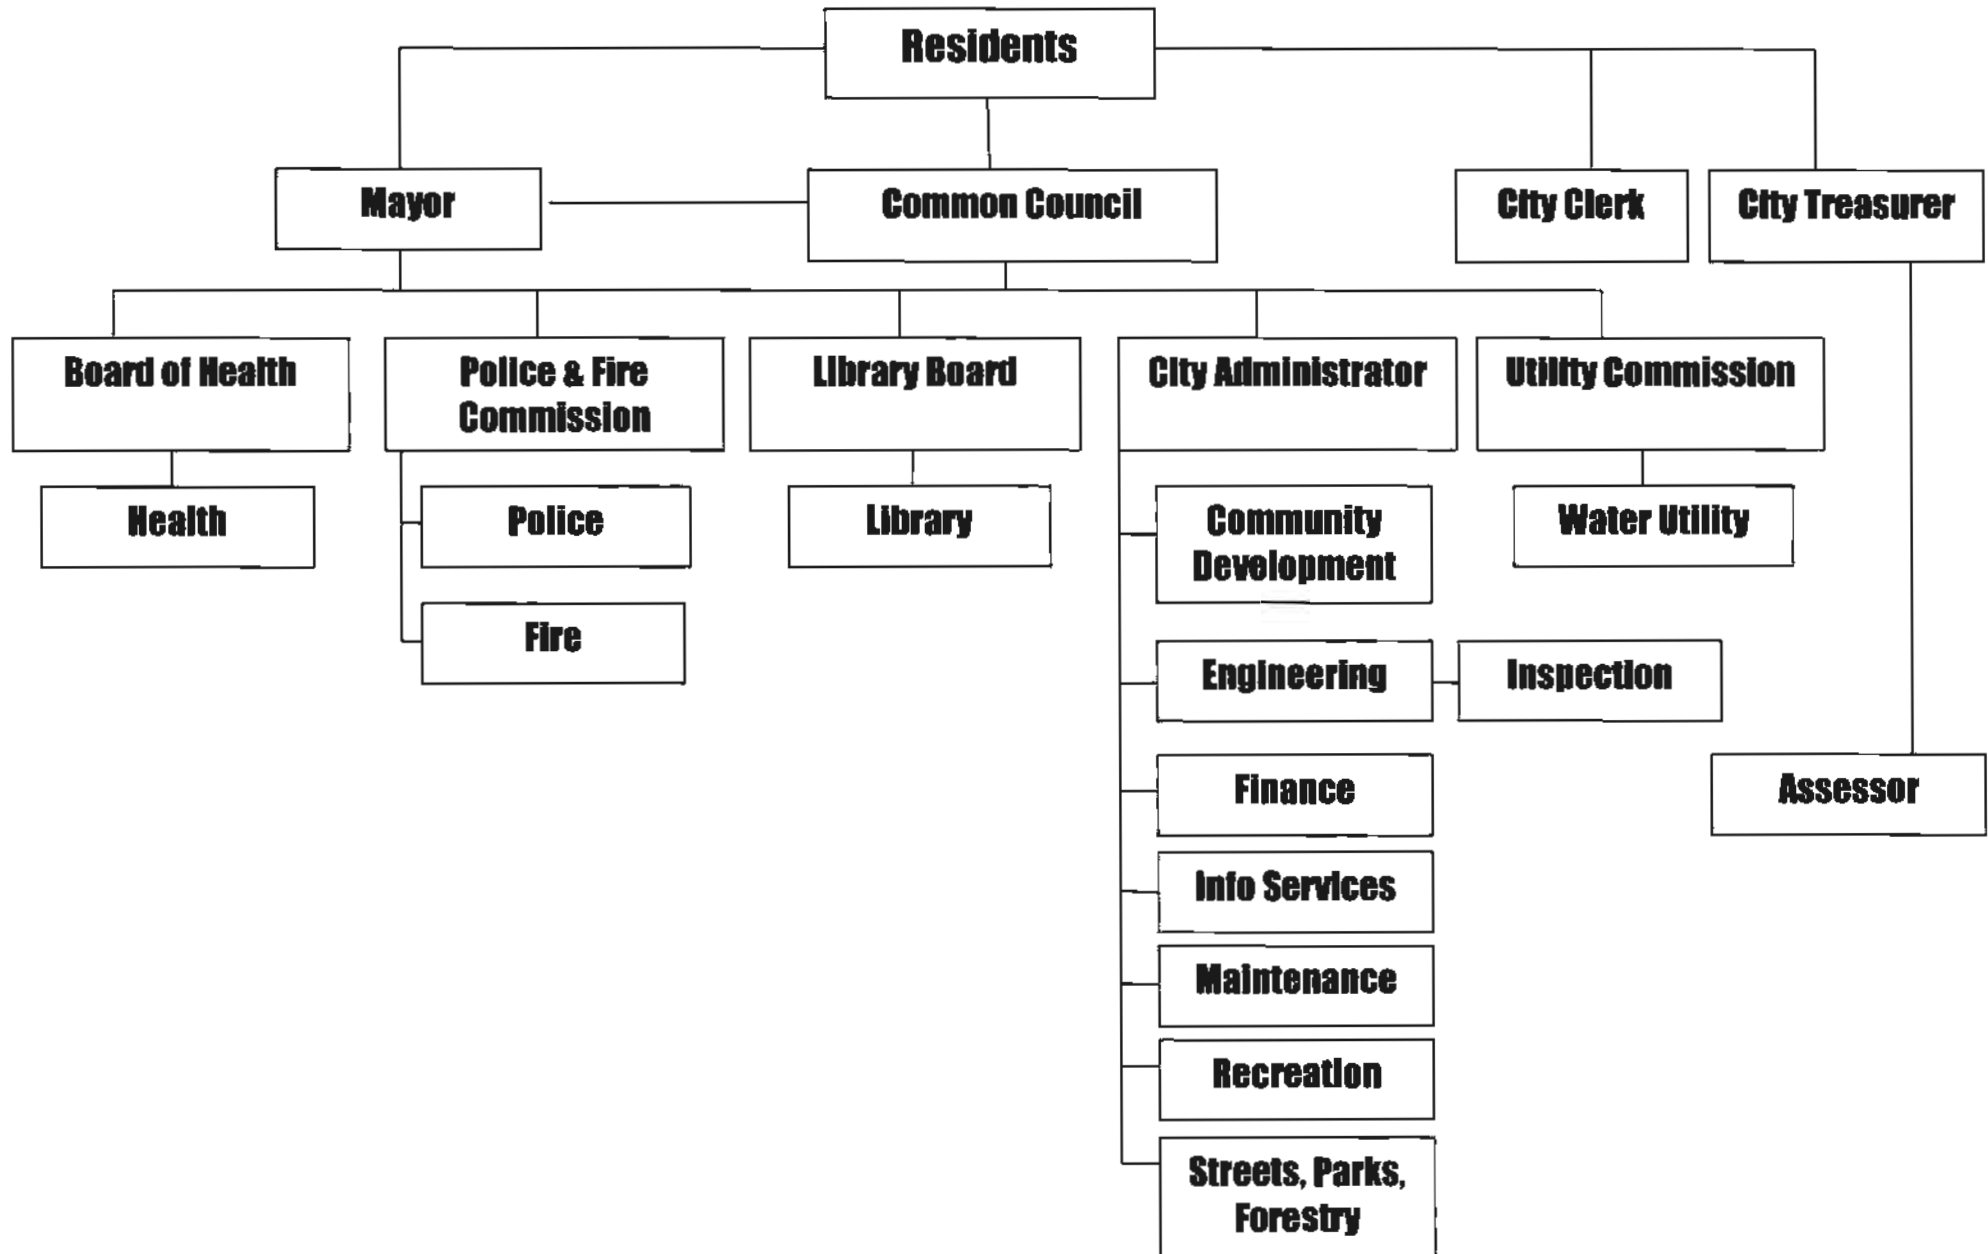 Residents
Mayor
Common Council
City Clerk
City Treasurer
Board of Health
Police & Fire
Commission
Library Board
City Administrator
Utility Commission
Health
Police
Library
Community
Development
Water Utility
Fire
Engineering
Inspection
Finance
Assessor
Info Services
Maintenance
Recreation
Streets, Parks,
Forestry